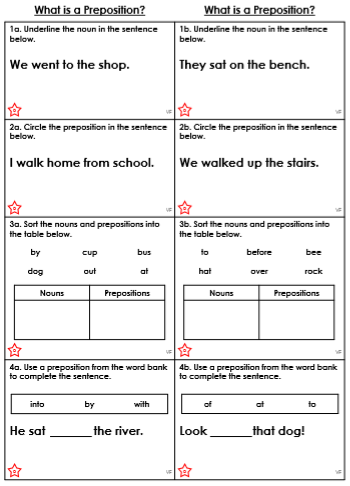 What is a Preposition?
What is a Preposition?
1a. Underline the noun in the sentence
below.
We went to the shop.
VF
1b. Underline the noun in the sentence
below.
They sat on the bench.
VF
2a. Circle the preposition in the sentence
below.
I walk home from school.
VF
2b. Circle the preposition in the sentence
below.
We walked up the stairs.
VF
3a. Sort the nouns and prepositions into
the table below.
by cup bus
dog out at
Nouns Prepositions
VF
3b. Sort the nouns and prepositions into
the table below.
to before bee
hat over rock
Nouns Prepositions
VF
4a. Use a preposition from the word bank
to complete the sentence.
into by with
He sat ______ the river.
VF
4b. Use a preposition from the word bank
to complete the sentence.
of at to
Look ______that dog!
VF